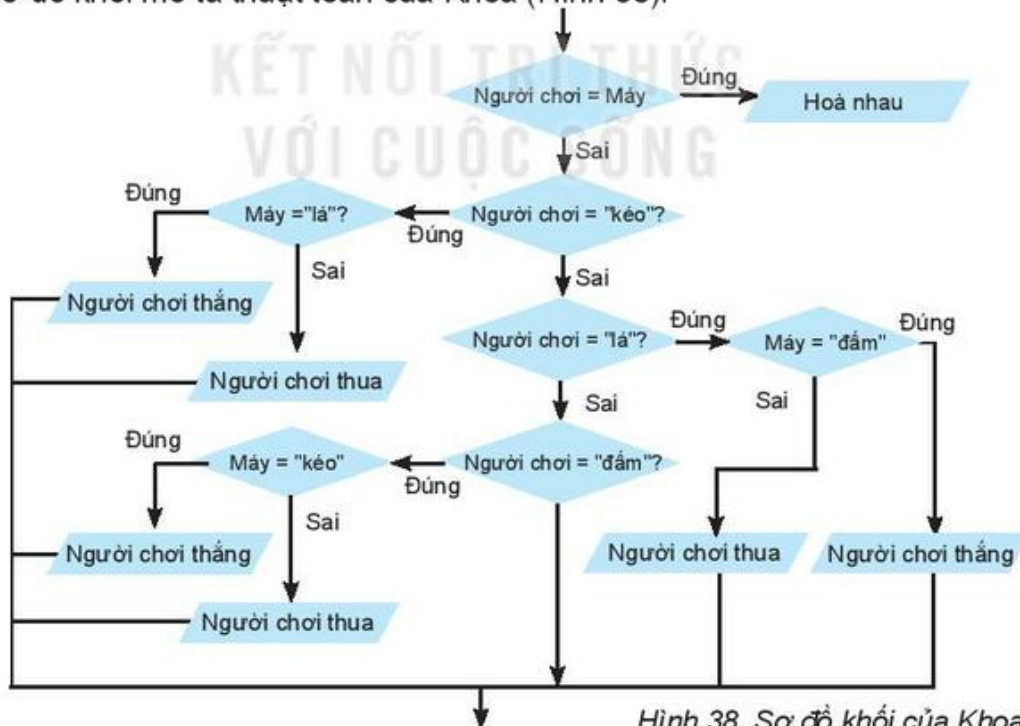 sơ đồ khối mô tả thuật toán của Khoa (Hình 38).
KẾT NỐI TRI THỨC
VỚI CUỘC SỐNG
Người chơi = Máy
Đúng
Hoà nhau
Sai
Người chơi = "kéo"?
Đúng
Máy ="lá"?
Đúng
Sai
Người chơi thắng
Người chơi thua
Sai
Người chơi = "lá"?
Đúng
Máy = "đấm"
Đúng
Sai
Sai
Người chơi = "đấm"?
Đúng
Máy = "kéo"
Đúng
Sai
Người chơi thắng
Người chơi thua
Người chơi thua
Người chơi thắng
Hình 38. Sơ đồ khối của Khoa